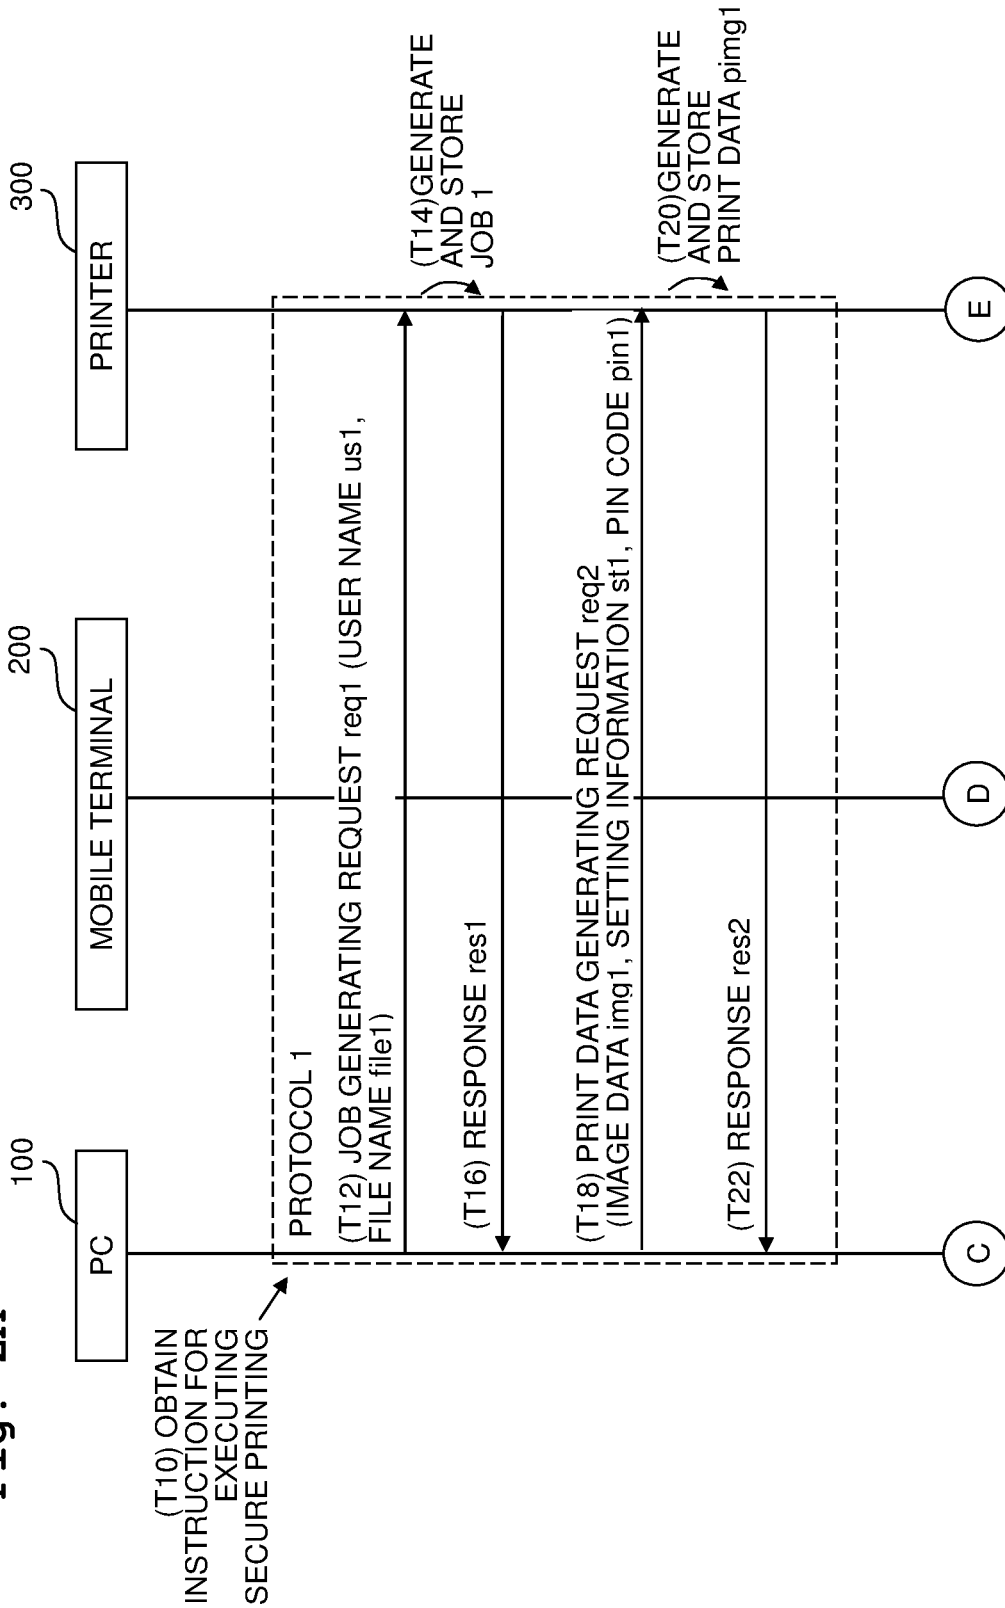 100
200
300
PC
MOBILE TERMINAL
PRINTER
(T10) OBTAIN
INSTRUCTION FOR
EXECUTING
SECURE PRINTING
PROTOCOL 1
(T12) JOB GENERATING REQUEST req1 (USER NAME us1,
FILE NAME file1)
(T14)GENERATE
AND STORE
JOB 1
(T16) RESPONSE res1
(T18) PRINT DATA GENERATING REQUEST req2
(IMAGE DATA img1, SETTING INFORMATION st1, PIN CODE pin1)
(T20)GENERATE
AND STORE
PRINT DATA pimg1
(T22) RESPONSE res2
C
D
E